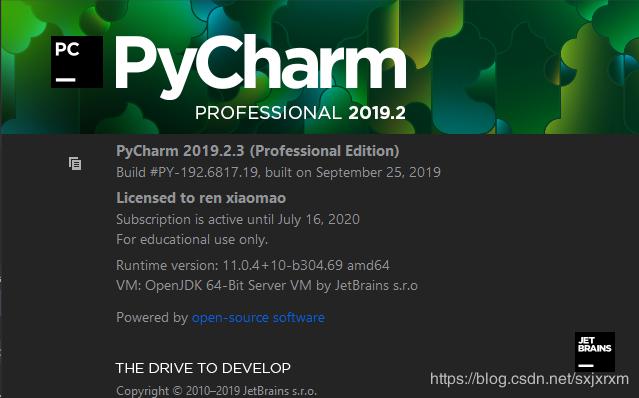 PC
PyCharm
PROFESSIONAL 2019.2
PyCharm 2019.2.3 (Professional Edition)
Build #PY-192.6817.19, built on September 25, 2019
Licensed to ren xiaomao
Subscription is active until July 16, 2020
For educational use only.
Runtime version: 11.0.4+10-b304.69 amd64
VM: OpenJDK 64-Bit Server VM by JetBrains s.r.o
Powered by open-source software
JET
BRAINS
THE DRIVE TO DEVELOP
https://blog.csdn.net/sxjxrxm
Copyright © 2010–2019 JetBrains s.r.o.